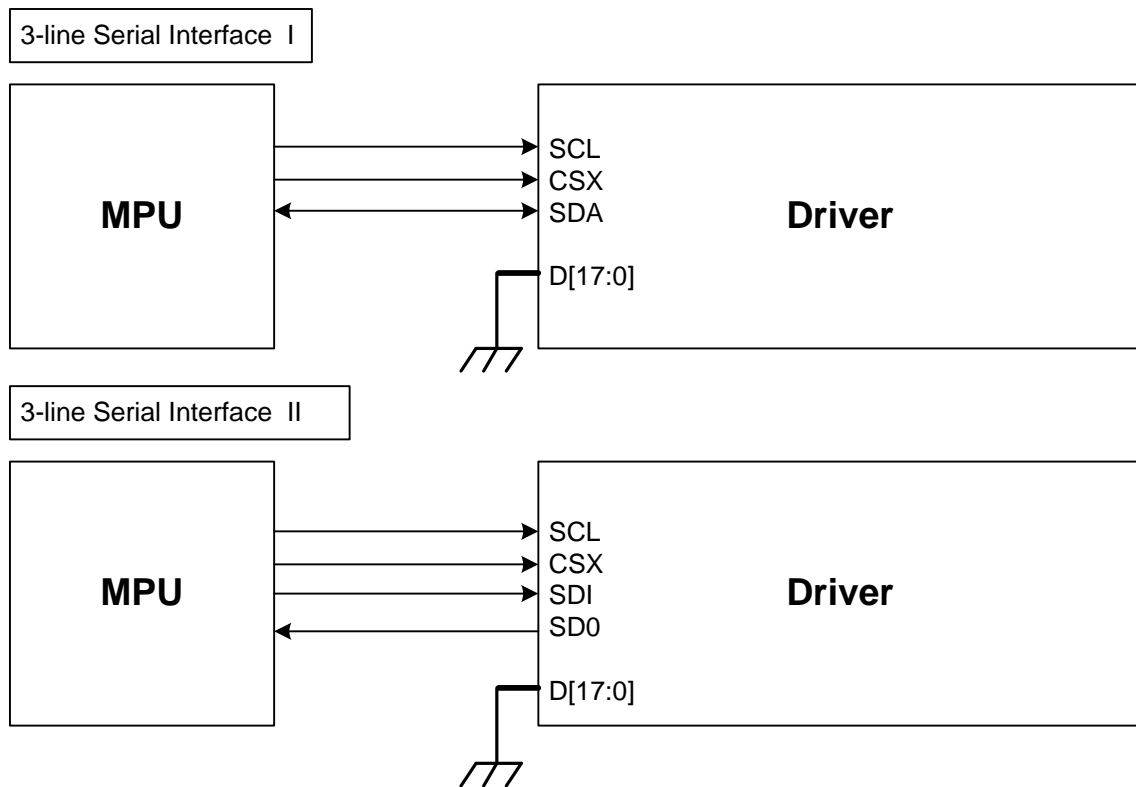 3-line Serial Interface I
MPU
SCL
CSX
SDA
D[17:0]
Driver
3-line Serial Interface II
MPU
SCL
CSX
SDI
SD0
D[17:0]
Driver